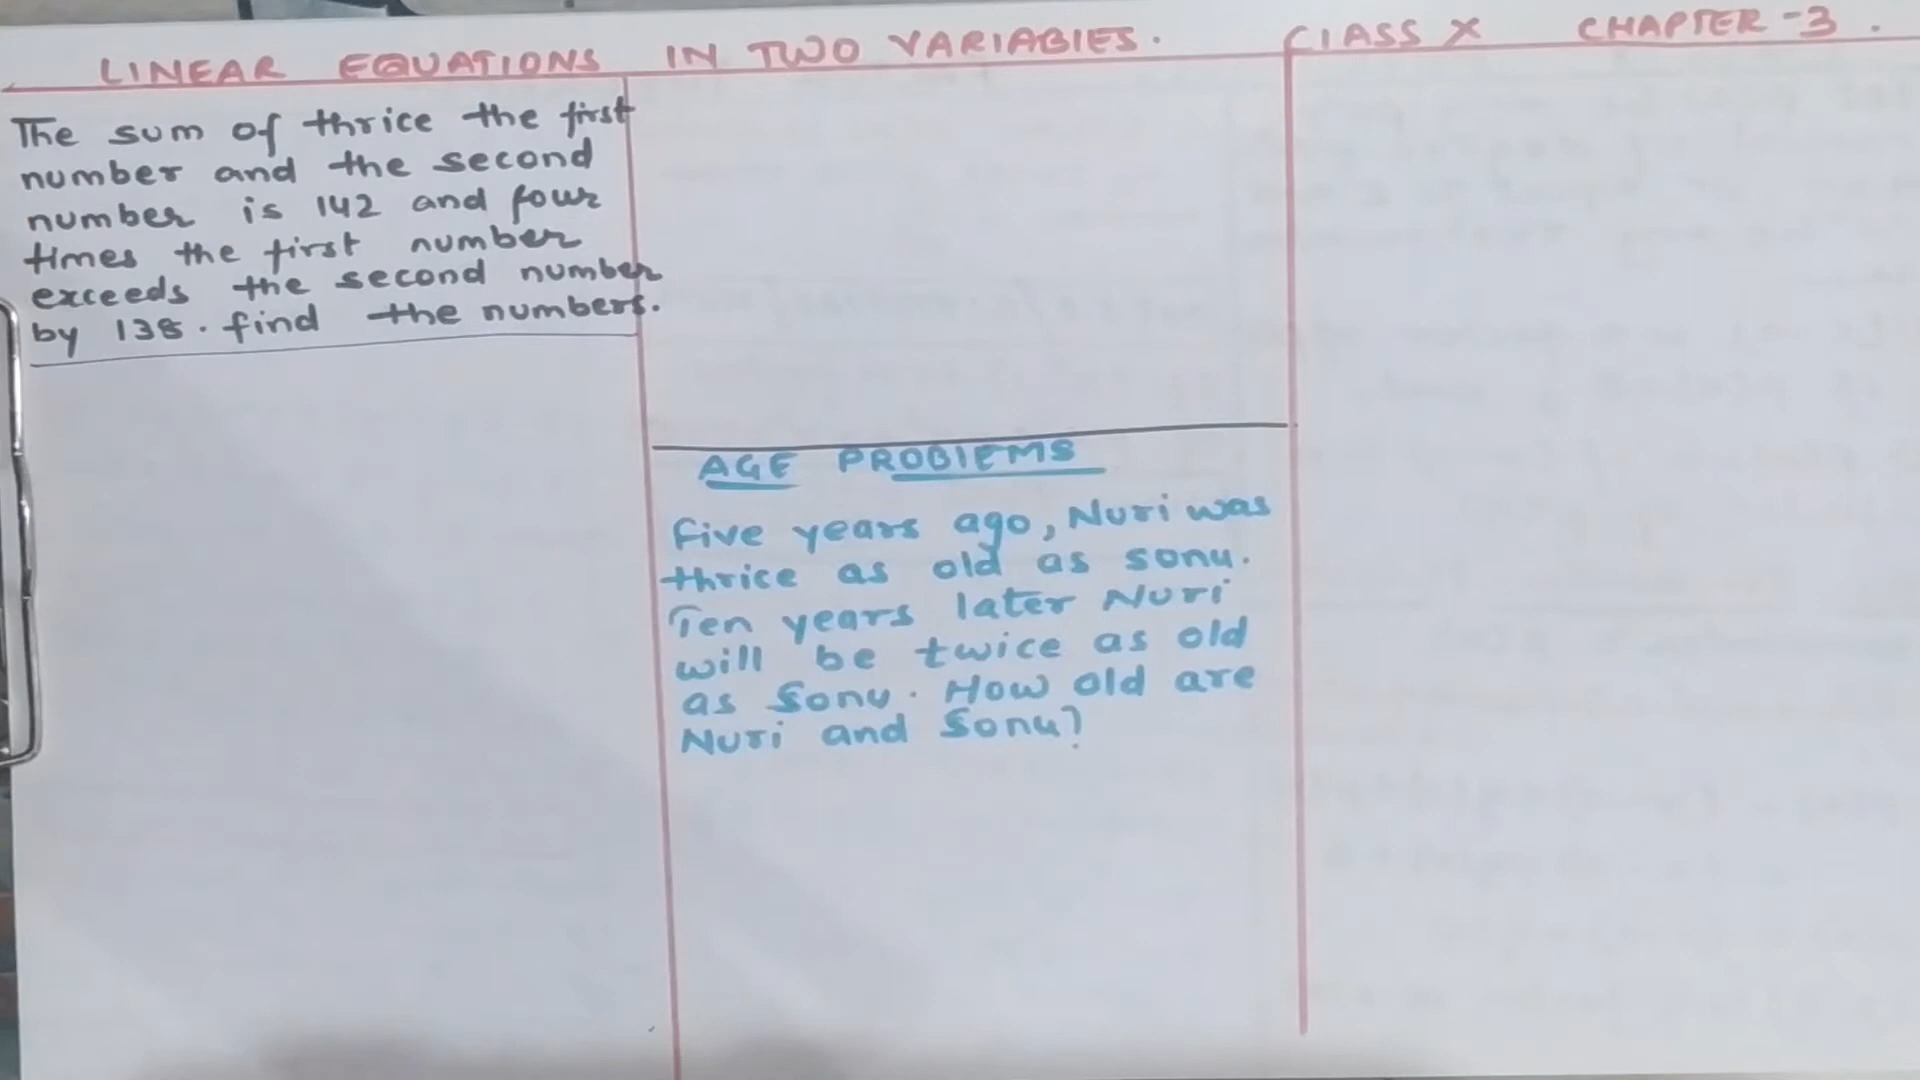 LINEAR EQUATIONS IN TWO VARIABLES. CLASS X CHAPTER -3.
The sum of thrice the first
number and the second
number is 142 and four
times the first number
exceeds the second number
by 138. find the numbers.
AGE PROBLEMS
Five years ago, Nuri was
thrice as old as sonu.
Ten years later Nuri
will be twice as old
as Sonu. How old are
Nuri and Sonu?